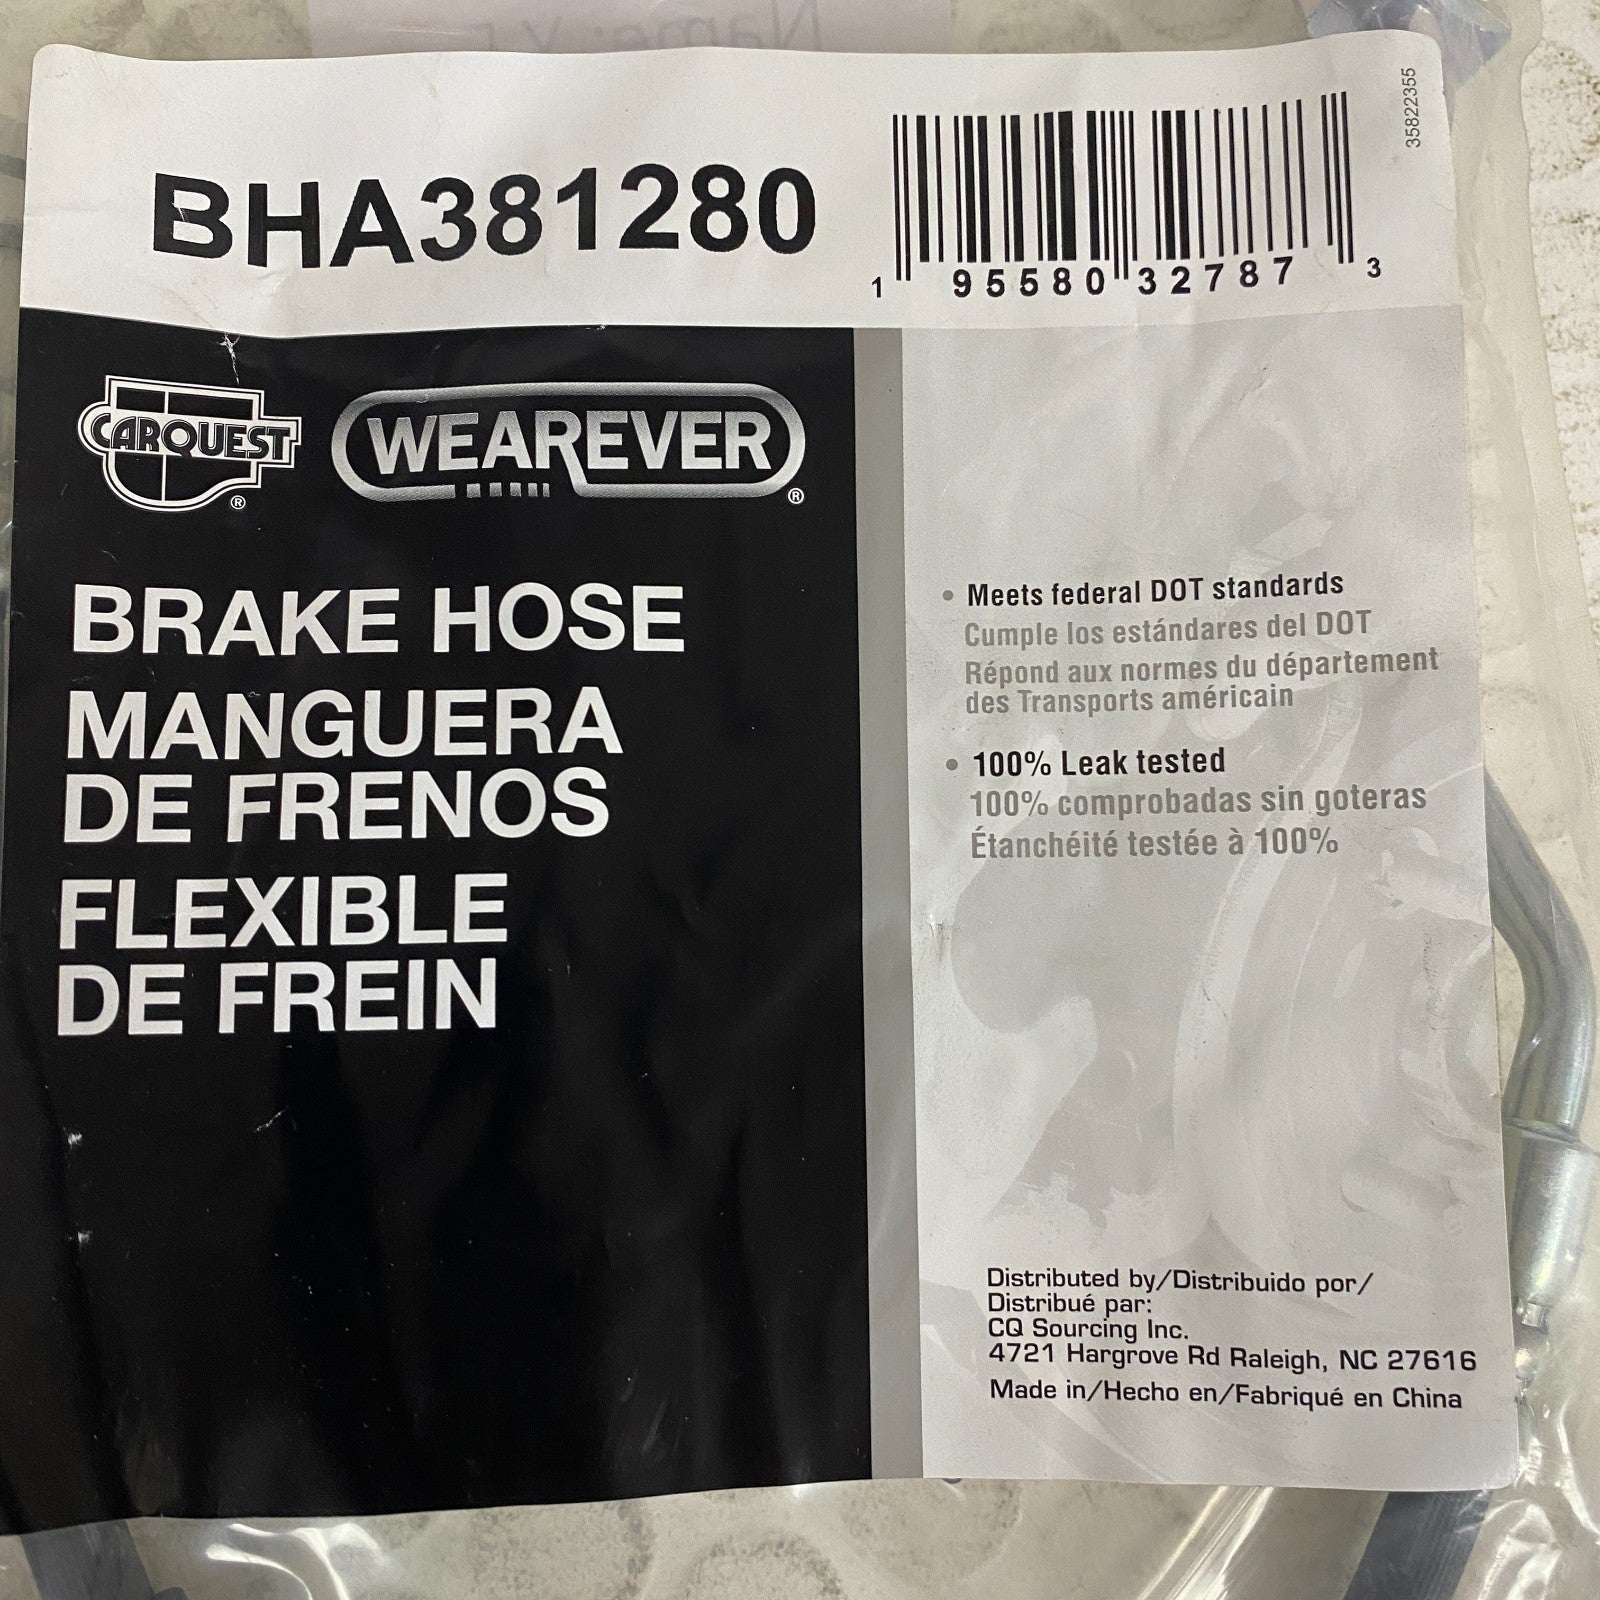 BHA381280
1 95580 32787 3
35822355
CARQUEST ®
WEAREVER ®
BRAKE HOSE
MANGUERA
DE FRENOS
FLEXIBLE
DE FREIN
• Meets federal DOT standards
Cumple los estándares del DOT
Répond aux normes du département
des Transports américain
• 100% Leak tested
100% comprobadas sin goteras
Étanchéité testée à 100%
Distributed by/Distribuido por/
Distribué par:
CQ Sourcing Inc.
4721 Hargrove Rd Raleigh, NC 27616
Made in/Hecho en/Fabriqué en China